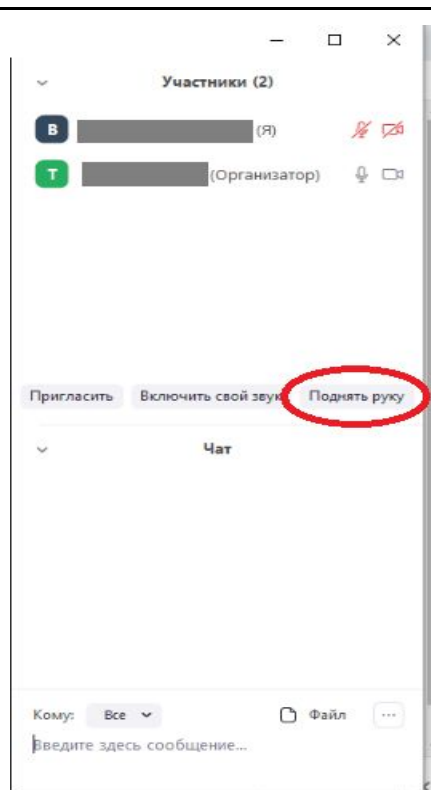 Участники (2)
В (Я)
Т (Организатор)
Пригласить Включить свой звук Поднять руку
Чат
Кому: Все Файл ...
Введите здесь сообщение...